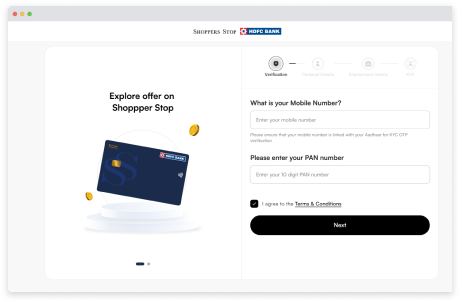 SHOPPERS STOP HDFC BANK
Explore offer on
Shoppper Stop
HDFC BANK
Verification
Personal Details
Employment Details
KYC
What is your Mobile Number?
Enter your mobile number
Please ensure that your mobile number is linked with your Aadhaar for KYC OTP
verification
Please enter your PAN number
Enter your 10 digit PAN number
I agree to the Terms & Conditions
Next